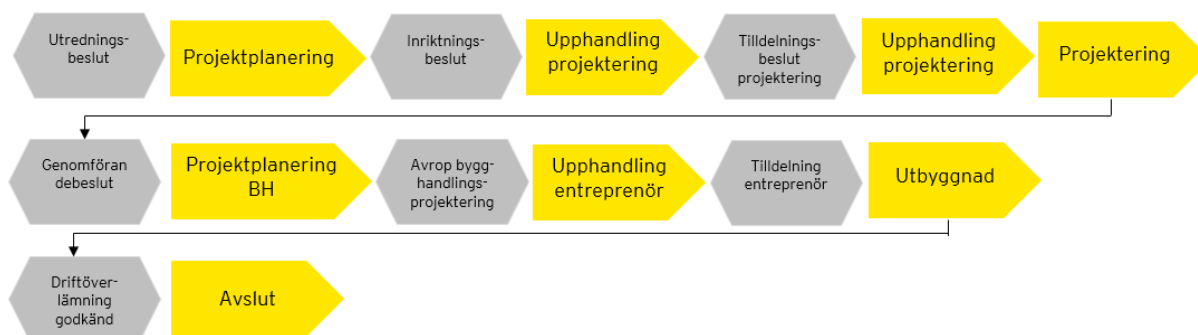 Utrednings-
beslut
Projektplanering
Inriktnings-
beslut
Upphandling
projektering
Tilldelnings-
beslut
projektering
Upphandling
projektering
Projektering
Genomföran
debeslut
Projektplanering
BH
Avrop bygg-
handlings-
projektering
Upphandling
entreprenör
Tilldelning
entreprenör
Utbyggnad
Driftöver-
lämning
godkänd
Avslut